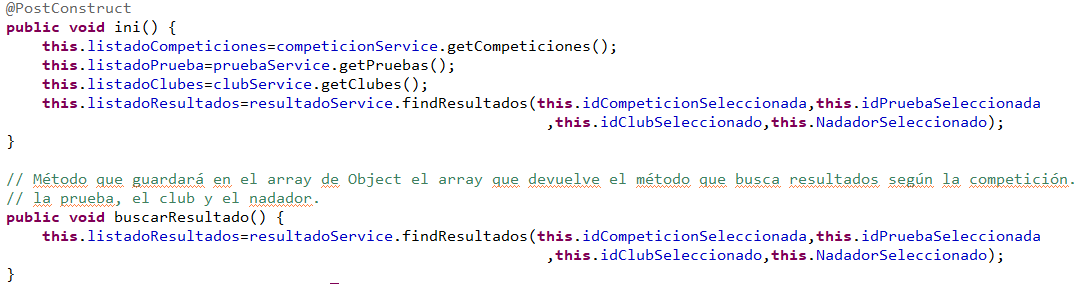 @PostConstruct
public void ini() {
    this.listadoCompeticiones=competicionService.getCompeticiones();
    this.listadoPrueba=pruebaService.getPruebas();
    this.listadoClubes=clubService.getClubes();
    this.listadoResultados=resultadoService.findResultados(this.idCompeticionSeleccionada,this.idPruebaSeleccionada
                                                            ,this.idClubSeleccionado,this.NadadorSeleccionado);
}

// Método que guardará en el array de Object el array que devuelve el método que busca resultados según la competición.
// la prueba, el club y el nadador.
public void buscarResultado() {
    this.listadoResultados=resultadoService.findResultados(this.idCompeticionSeleccionada,this.idPruebaSeleccionada
                                                            ,this.idClubSeleccionado,this.NadadorSeleccionado);
}